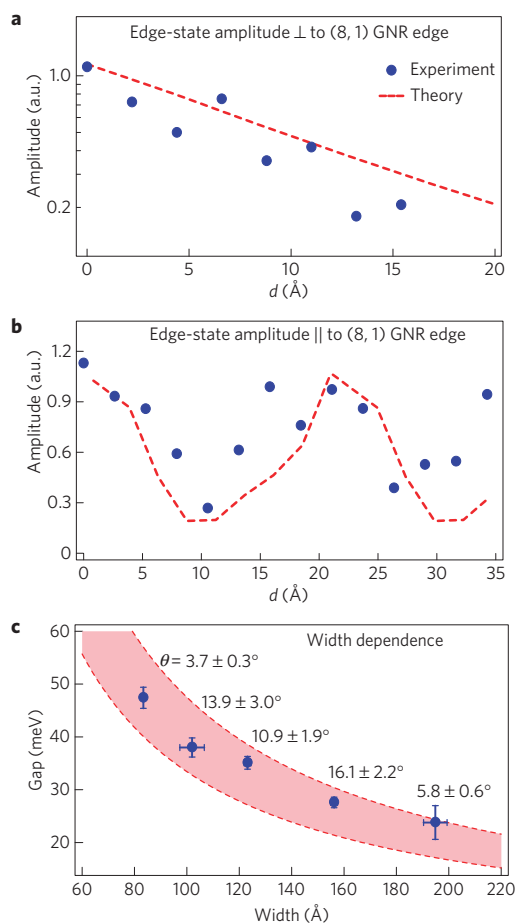 a
Edge-state amplitude ⊥ to (8, 1) GNR edge
Experiment
Theory
Amplitude (a.u.)
1.0
0.2
0 5 10 15 20
d (Å)
b
Edge-state amplitude || to (8, 1) GNR edge
Amplitude (a.u.)
1.2
0.9
0.6
0.3
0
0 5 10 15 20 25 30 35
d (Å)
c
Width dependence
θ = 3.7 ± 0.3°
13.9 ± 3.0°
10.9 ± 1.9°
16.1 ± 2.2°
5.8 ± 0.6°
Gap (meV)
60
50
40
30
20
60 80 100 120 140 160 180 200 220
Width (Å)